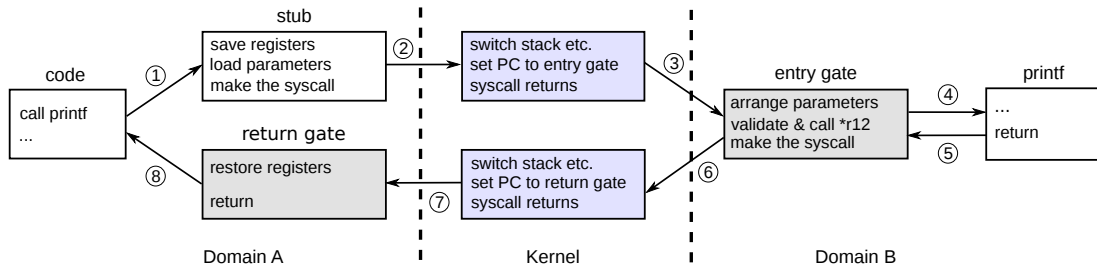 stub
save registers
load parameters
make the syscall
code
call printf
...
①
②
switch stack etc.
set PC to entry gate
syscall returns
③
entry gate
arrange parameters
validate & call *r12
make the syscall
④
printf
...
return
⑤
⑥
switch stack etc.
set PC to return gate
syscall returns
⑦
return gate
restore registers
return
⑧
Domain A
Kernel
Domain B